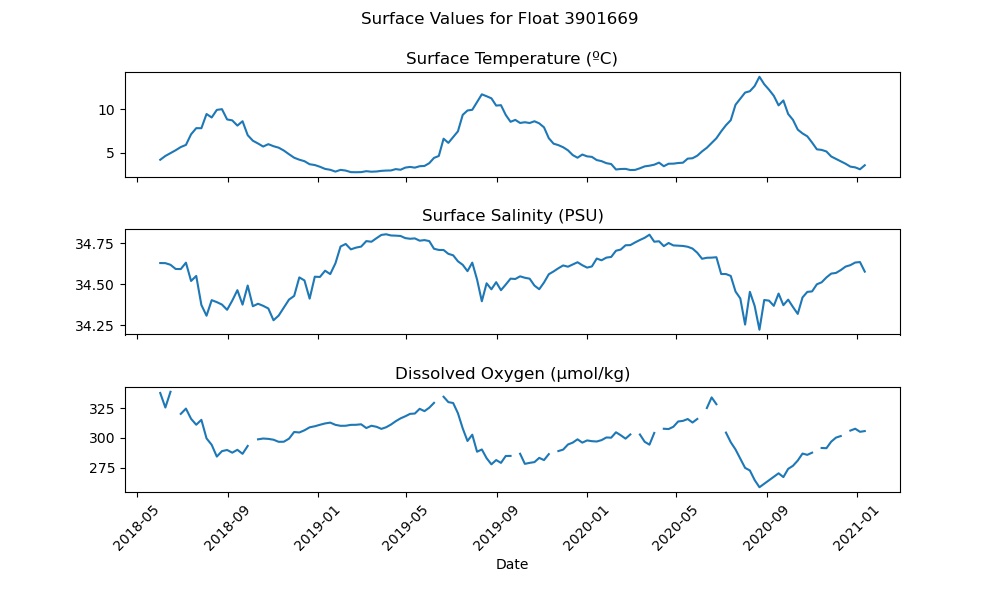 Surface Values for Float 3901669
Surface Temperature (ºC)
10
5
Surface Salinity (PSU)
34.75
34.50
34.25
Dissolved Oxygen (μmol/kg)
325
300
275
2018-05 2018-09 2019-01 2019-05 2019-09 2020-01 2020-05 2020-09 2021-01
Date